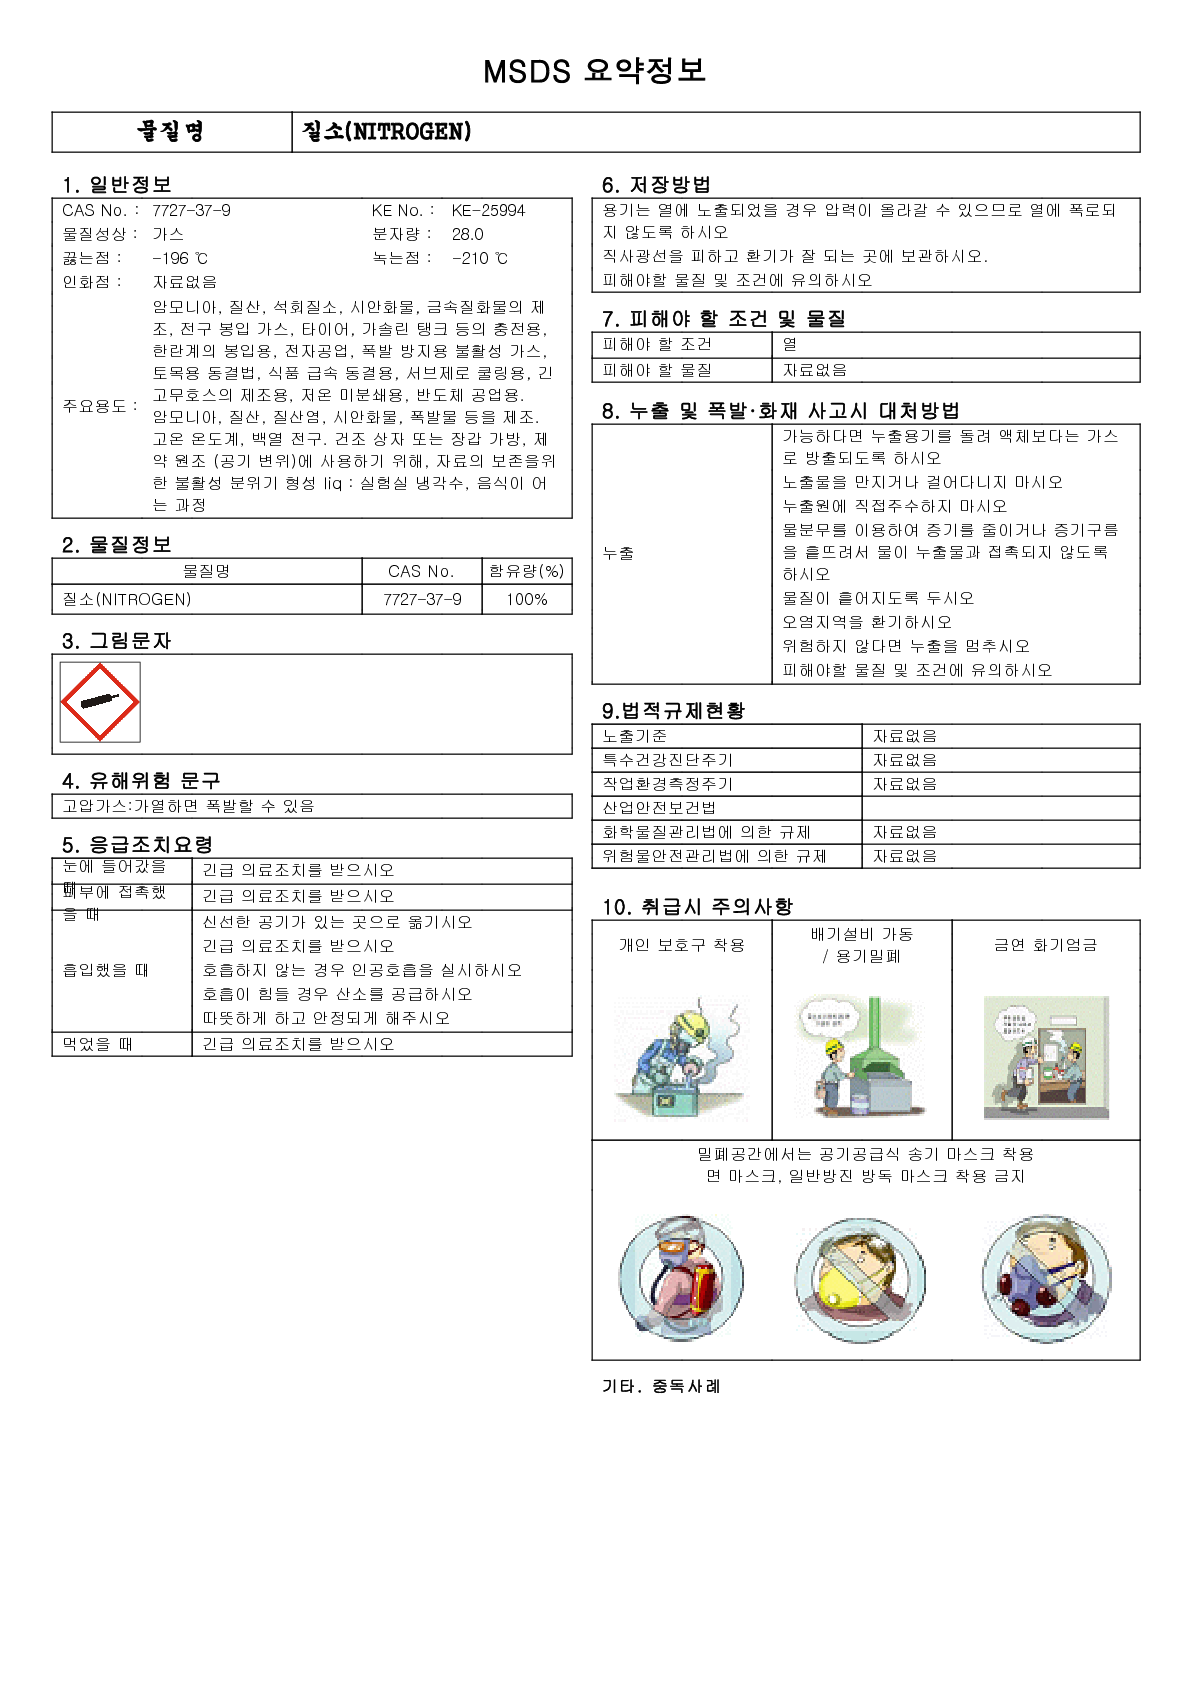 MSDS 요약정보
물질명
질소(NITROGEN)
1. 일반정보
CAS No. : 7727-37-9 KE No. : KE-25994
물질성상 : 가스 분자량 : 28.0
끓는점 : -196 ℃ 녹는점 : -210 ℃
인화점 : 자료없음
주요용도 :
암모니아, 질산, 석회질소, 시안화물, 금속질화물의 제
조, 전구 봉입 가스, 타이어, 가솔린 탱크 등의 충전용,
한란계의 봉입용, 전자공업, 폭발 방지용 불활성 가스,
토목용 동결법, 식품 급속 동결용, 서브제로 쿨링용, 긴
고무호스의 제조용, 저온 미분쇄용, 반도체 공업용.
암모니아, 질산, 질산염, 시안화물, 폭발물 등을 제조.
고온 온도계, 백열 전구. 건조 상자 또는 장갑 가방, 제
약 원조 (공기 변위)에 사용하기 위해, 자료의 보존을위
한 불활성 분위기 형성 liq : 실험실 냉각수, 음식이 어
는 과정
2. 물질정보
물질명 CAS No. 함유량(%)
질소(NITROGEN) 7727-37-9 100%
3. 그림문자
4. 유해위험 문구
고압가스:가열하면 폭발할 수 있음
5. 응급조치요령
눈에 들어갔을
때
긴급 의료조치를 받으시오
피부에 접촉했
을 때
긴급 의료조치를 받으시오
흡입했을 때
신선한 공기가 있는 곳으로 옮기시오
긴급 의료조치를 받으시오
호흡하지 않는 경우 인공호흡을 실시하시오
호흡이 힘들 경우 산소를 공급하시오
따뜻하게 하고 안정되게 해주시오
먹었을 때 긴급 의료조치를 받으시오
6. 저장방법
용기는 열에 노출되었을 경우 압력이 올라갈 수 있으므로 열에 폭로되
지 않도록 하시오
직사광선을 피하고 환기가 잘 되는 곳에 보관하시오.
피해야할 물질 및 조건에 유의하시오
7. 피해야 할 조건 및 물질
피해야 할 조건 열
피해야 할 물질 자료없음
8. 누출 및 폭발·화재 사고시 대처방법
누출
가능하다면 누출용기를 돌려 액체보다는 가스
로 방출되도록 하시오
노출물을 만지거나 걸어다니지 마시오
누출원에 직접주수하지 마시오
물분무를 이용하여 증기를 줄이거나 증기구름
을 흩뜨려서 물이 누출물과 접촉되지 않도록
하시오
물질이 흩어지도록 두시오
오염지역을 환기하시오
위험하지 않다면 누출을 멈추시오
피해야할 물질 및 조건에 유의하시오
9.법적규제현황
노출기준 자료없음
특수건강진단주기 자료없음
작업환경측정주기 자료없음
산업안전보건법
화학물질관리법에 의한 규제 자료없음
위험물안전관리법에 의한 규제 자료없음
10. 취급시 주의사항
개인 보호구 착용
배기설비 가동
/ 용기밀폐
금연 화기엄금
밀폐공간에서는 공기공급식 송기 마스크 착용
면 마스크, 일반방진 방독 마스크 착용 금지
기타. 중독사례